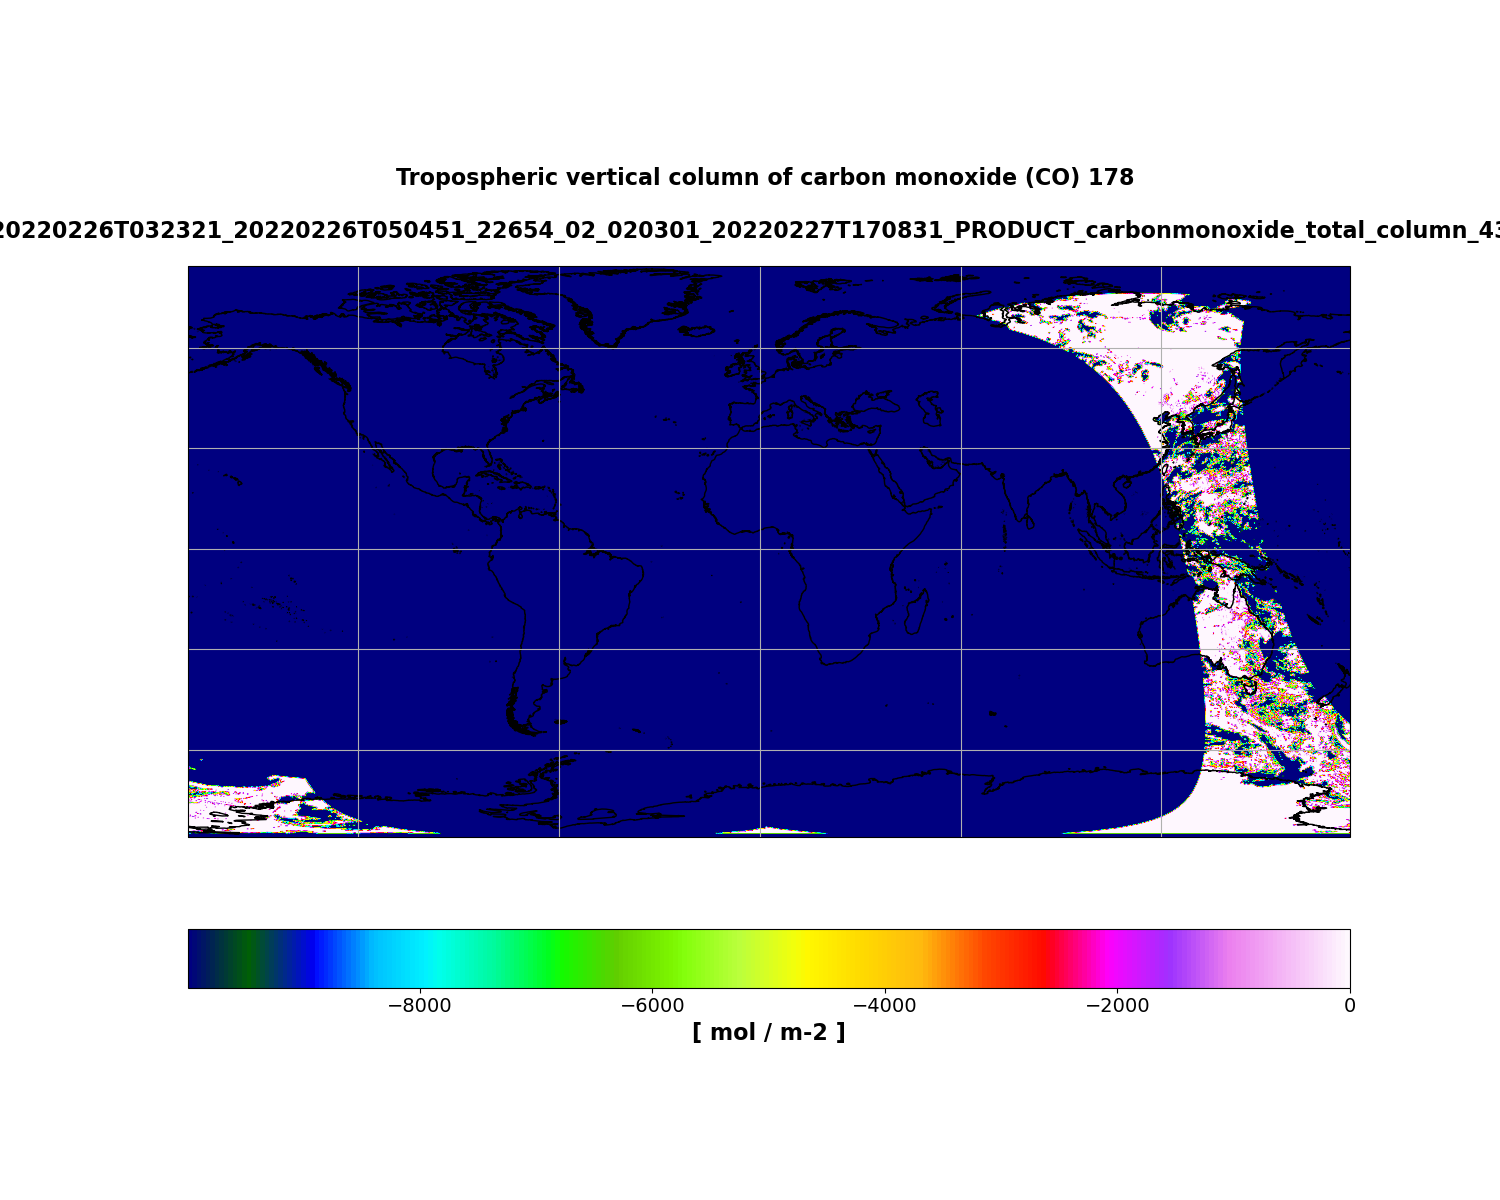 Tropospheric vertical column of carbon monoxide (CO) 178
20220226T032321_20220226T050451_22654_02_020301_20220227T170831_PRODUCT_carbonmonoxide_total_column_43
−8000 −6000 −4000 −2000 0
[ mol / m-2 ]